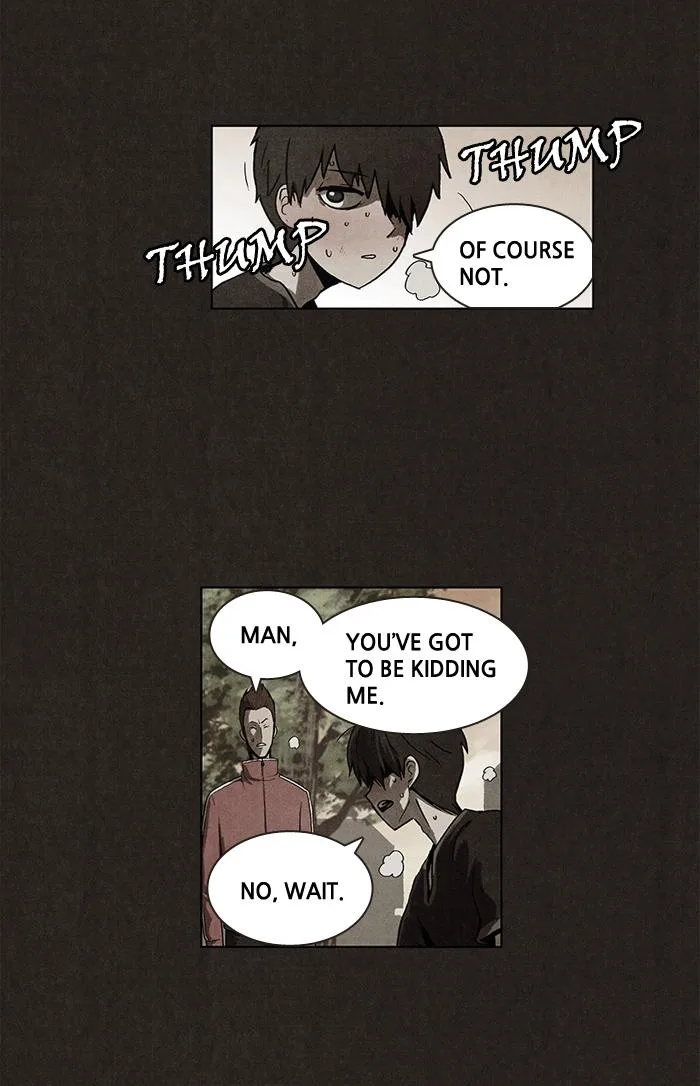 THUMP
THUMP
OF COURSE
NOT.
MAN,
YOU'VE GOT
TO BE KIDDING
ME.
NO, WAIT.